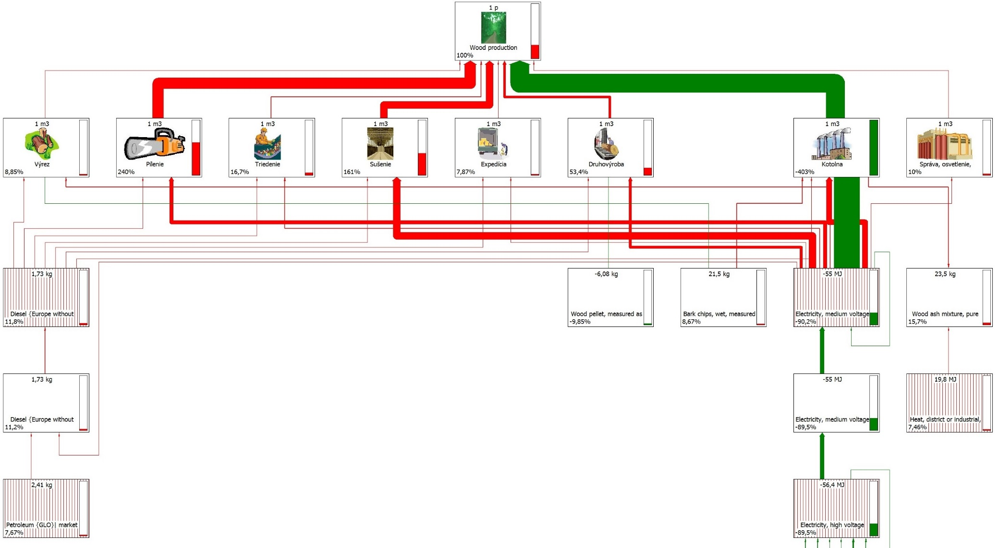 1 p
Wood production
100%
1 m3
Výrez
8,85%
1 m3
Pílenie
240%
1 m3
Triedenie
16,7%
1 m3
Sušenie
161%
1 m3
Expedícia
7,87%
1 m3
Druhovýroba
53,4%
1 m3
Kotolna
-403%
1 m3
Správa, osvetlenie,
10%
1,73 kg
Diesel {Europe without
11,8%
-6,08 kg
Wood pellet, measured as
-9,85%
21,5 kg
Bark chips, wet, measured
8,67%
-55 MJ
Electricity, medium voltage
-90,2%
23,5 kg
Wood ash mixture, pure
15,7%
1,73 kg
Diesel {Europe without
11,2%
-55 MJ
Electricity, medium voltage
-89,5%
19,8 MJ
Heat, district or industrial,
7,46%
2,41 kg
Petroleum {GLO}| market
7,67%
-56,4 MJ
Electricity, high voltage
-89,5%